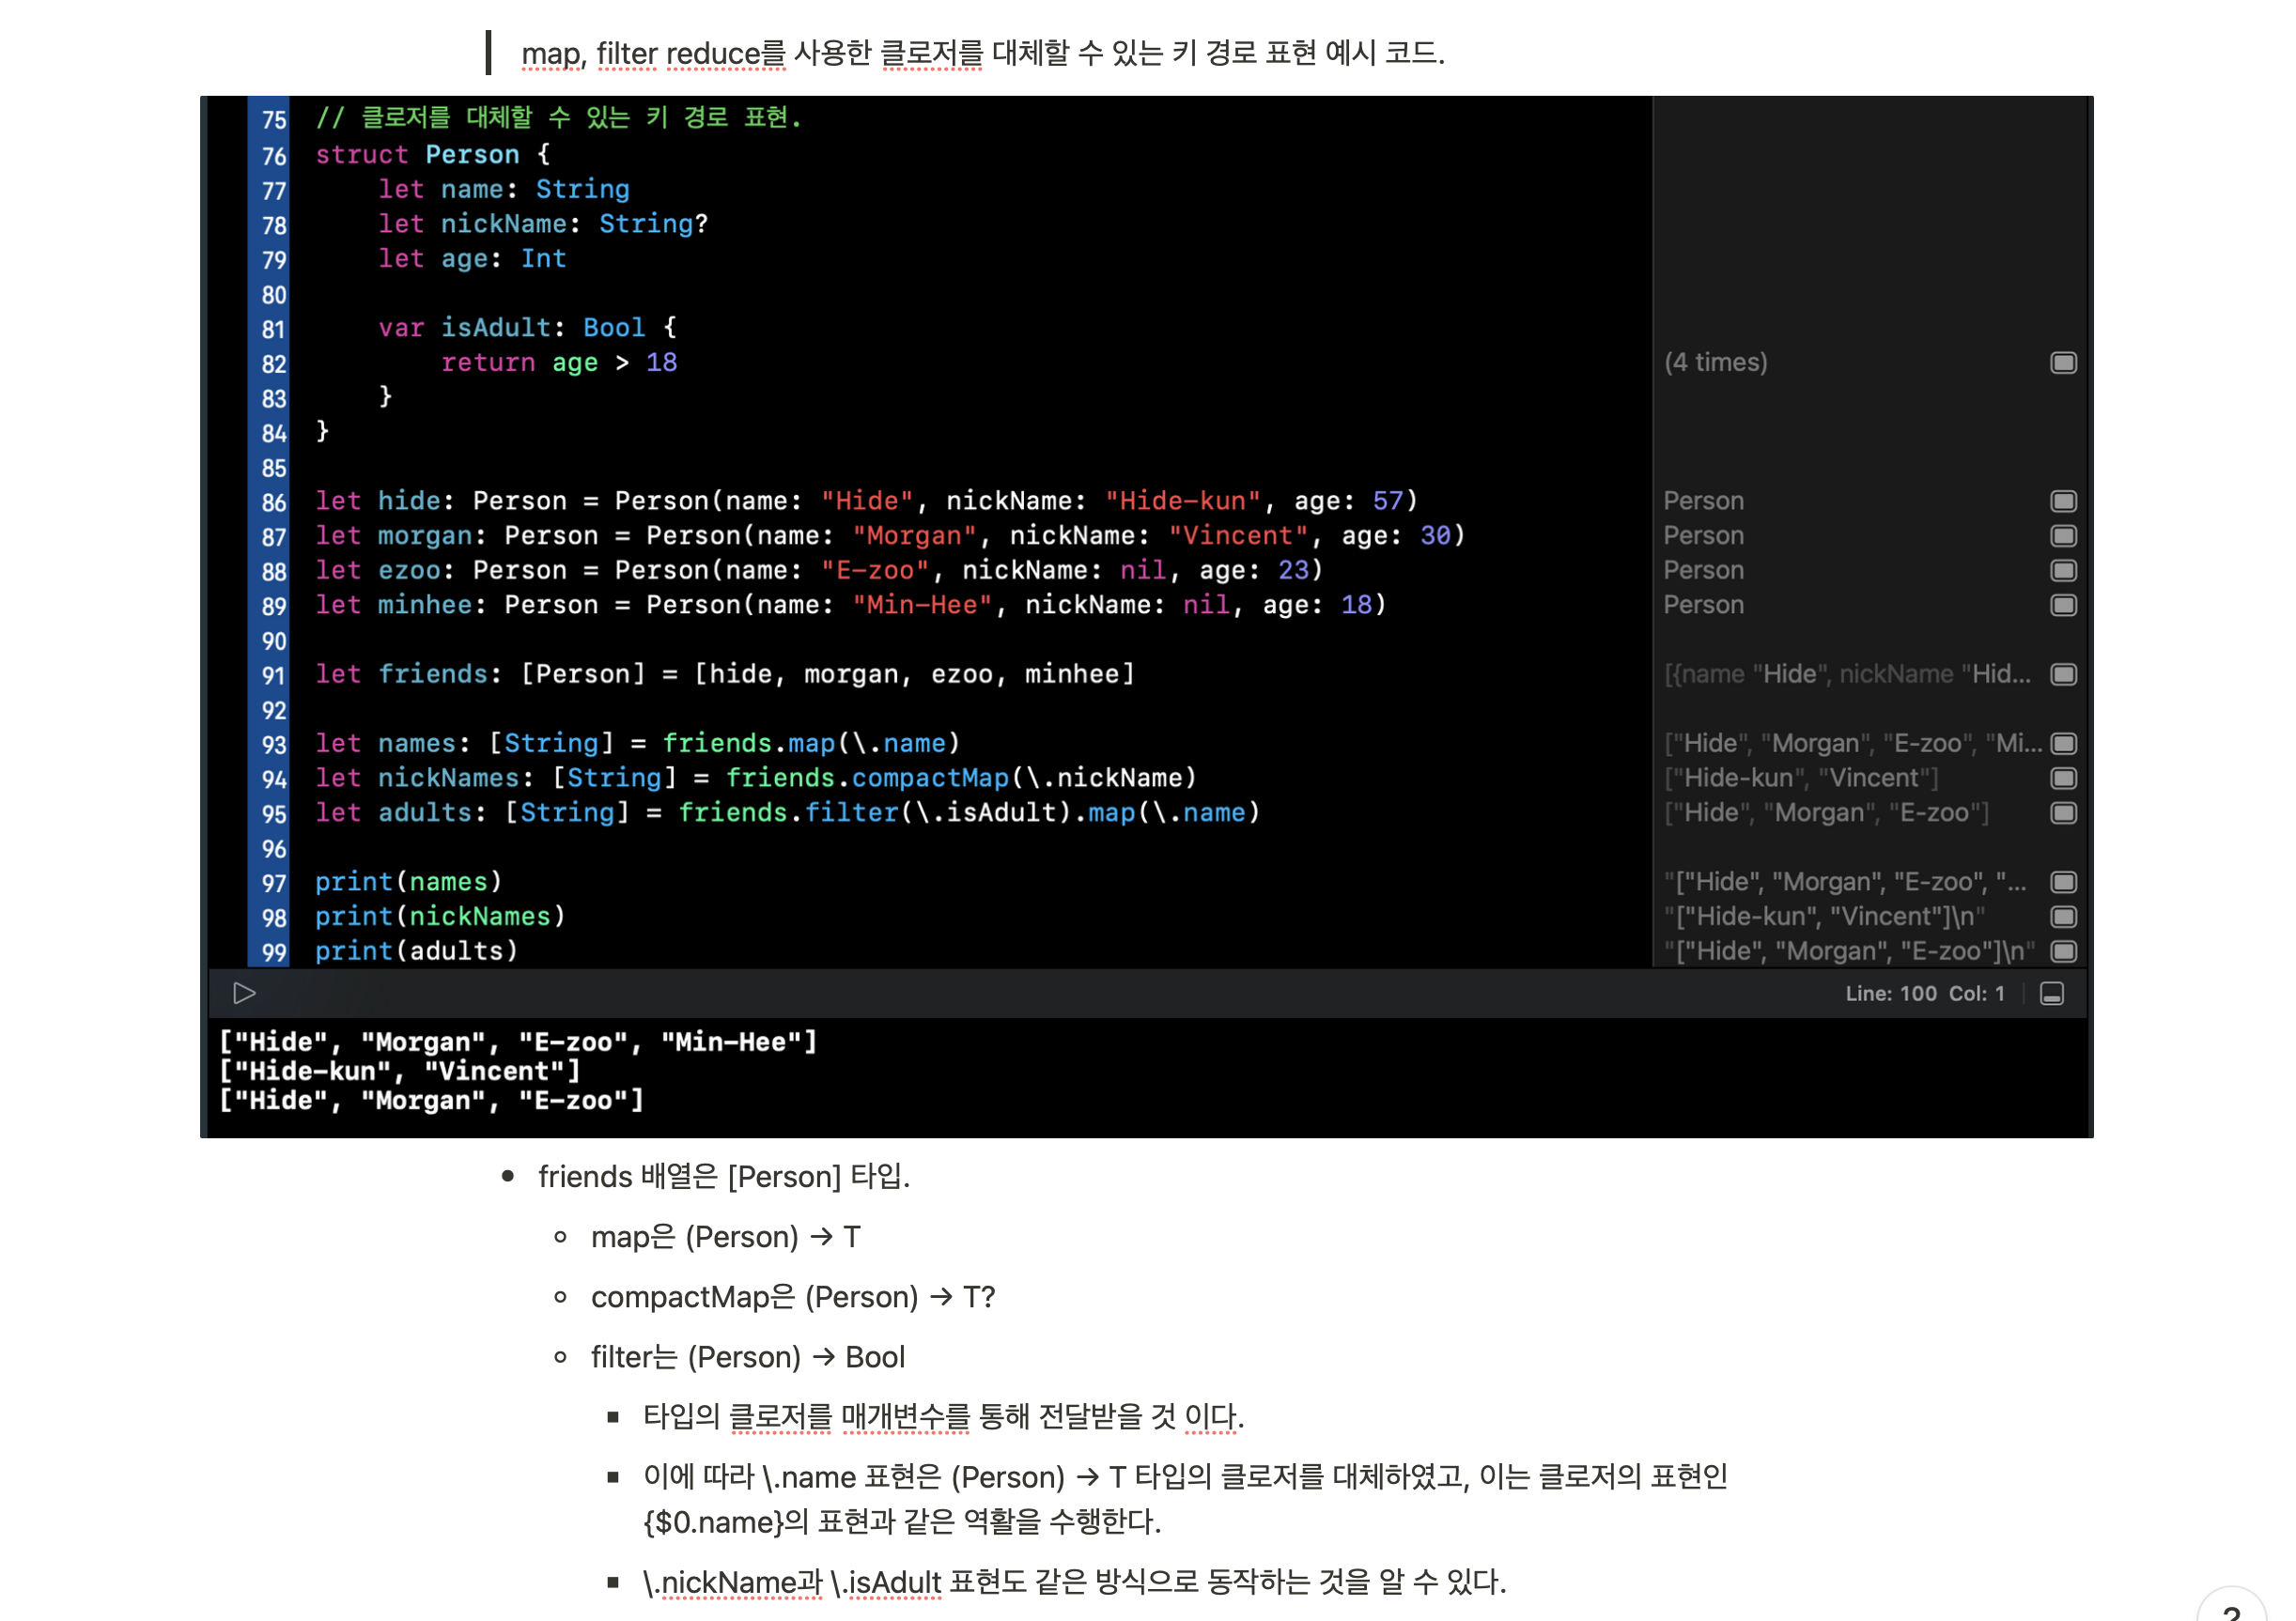 map, filter reduce를 사용한 클로저를 대체할 수 있는 키 경로 표현 예시 코드.
75 // 클로저를 대체할 수 있는 키 경로 표현.
76 struct Person {
77 let name: String
78 let nickName: String?
79 let age: Int
80
81 var isAdult: Bool {
82 return age > 18 (4 times)
83 }
84 }
85
86 let hide: Person = Person(name: "Hide", nickName: "Hide-kun", age: 57) Person
87 let morgan: Person = Person(name: "Morgan", nickName: "Vincent", age: 30) Person
88 let ezoo: Person = Person(name: "E-zoo", nickName: nil, age: 23) Person
89 let minhee: Person = Person(name: "Min-Hee", nickName: nil, age: 18) Person
90
91 let friends: [Person] = [hide, morgan, ezoo, minhee] [{name "Hide", nickName "Hid...
92
93 let names: [String] = friends.map(\.name) ["Hide", "Morgan", "E-zoo", "Mi...
94 let nickNames: [String] = friends.compactMap(\.nickName) ["Hide-kun", "Vincent"]
95 let adults: [String] = friends.filter(\.isAdult).map(\.name) ["Hide", "Morgan", "E-zoo"]
96
97 print(names) "["Hide", "Morgan", "E-zoo", "...
98 print(nickNames) "["Hide-kun", "Vincent"]\n"
99 print(adults) "["Hide", "Morgan", "E-zoo"]\n"
Line: 100 Col: 1
["Hide", "Morgan", "E-zoo", "Min-Hee"]
["Hide-kun", "Vincent"]
["Hide", "Morgan", "E-zoo"]
• friends 배열은 [Person] 타입.
◦ map은 (Person) → T
◦ compactMap은 (Person) → T?
◦ filter는 (Person) → Bool
▪ 타입의 클로저를 매개변수를 통해 전달받을 것 이다.
▪ 이에 따라 \.name 표현은 (Person) → T 타입의 클로저를 대체하였고, 이는 클로저의 표현인
{$0.name}의 표현과 같은 역활을 수행한다.
▪ \.nickName과 \.isAdult 표현도 같은 방식으로 동작하는 것을 알 수 있다.